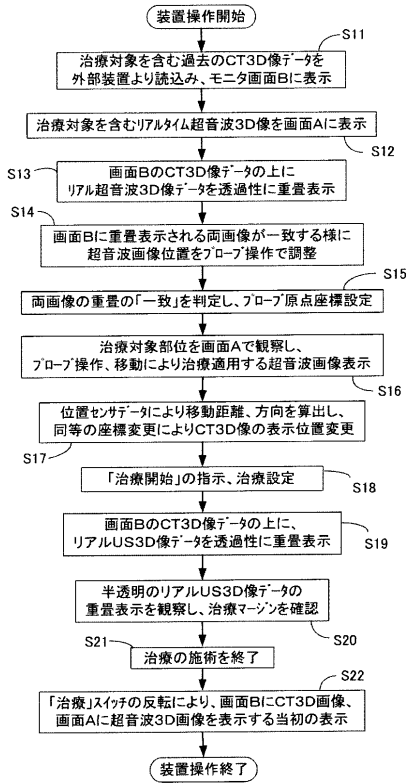 装置操作開始
S11
治療対象を含む過去のCT3D像データを
外部装置より読込み、モニタ画面Bに表示
治療対象を含むリアルタイム超音波3D像を画面Aに表示
S12
S13
画面BのCT3D像データの上に
リアル超音波3D像データを透過性に重畳表示
S14
画面Bに重畳表示される両画像が一致する様に
超音波画像位置をプローブ操作で調整
S15
両画像の重畳の「一致」を判定し、プローブ原点座標設定
治療対象部位を画面Aで観察し、
プローブ操作、移動により治療適用する超音波画像表示
S16
位置センサデータにより移動距離、方向を算出し、
同等の座標変更によりCT3D像の表示位置変更
S17
「治療開始」の指示、治療設定
S18
画面BのCT3D像データの上に、
リアルUS3D像データを透過性に重畳表示
S19
半透明のリアルUS3D像データの
重畳表示を観察し、治療マージンを確認
S20
S21
治療の施術を終了
S22
「治療」スイッチの反転により、画面BにCT3D画像、
画面Aに超音波3D画像を表示する当初の表示
装置操作終了